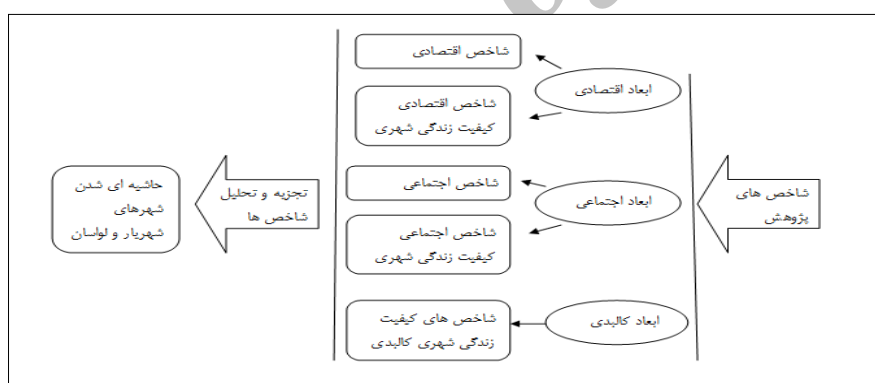 شاخص های
پژوهش
ابعاد اقتصادی
شاخص اقتصادی
شاخص اقتصادی
کیفیت زندگی شهری
ابعاد اجتماعی
شاخص اجتماعی
شاخص اجتماعی
کیفیت زندگی شهری
ابعاد کالبدی
شاخص های کیفیت
زندگی شهری کالبدی
تجزیه و تحلیل
شاخص ها
حاشیه ای شدن
شهرهای
شهریار و لواسان